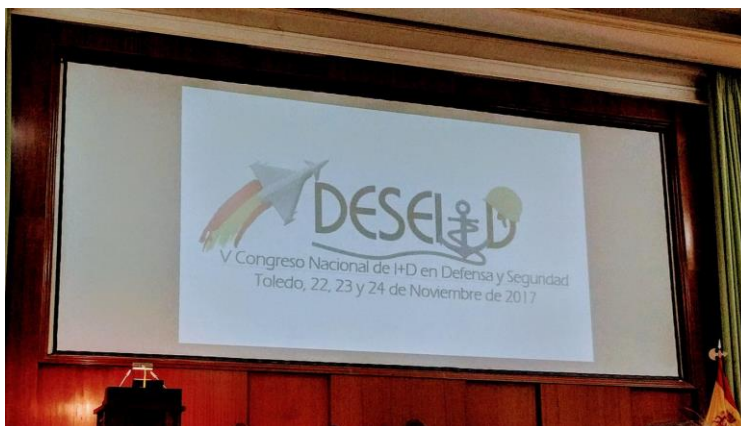 DESEI+D
V Congreso Nacional de I+D en Defensa y Seguridad
Toledo, 22, 23 y 24 de Noviembre de 2017